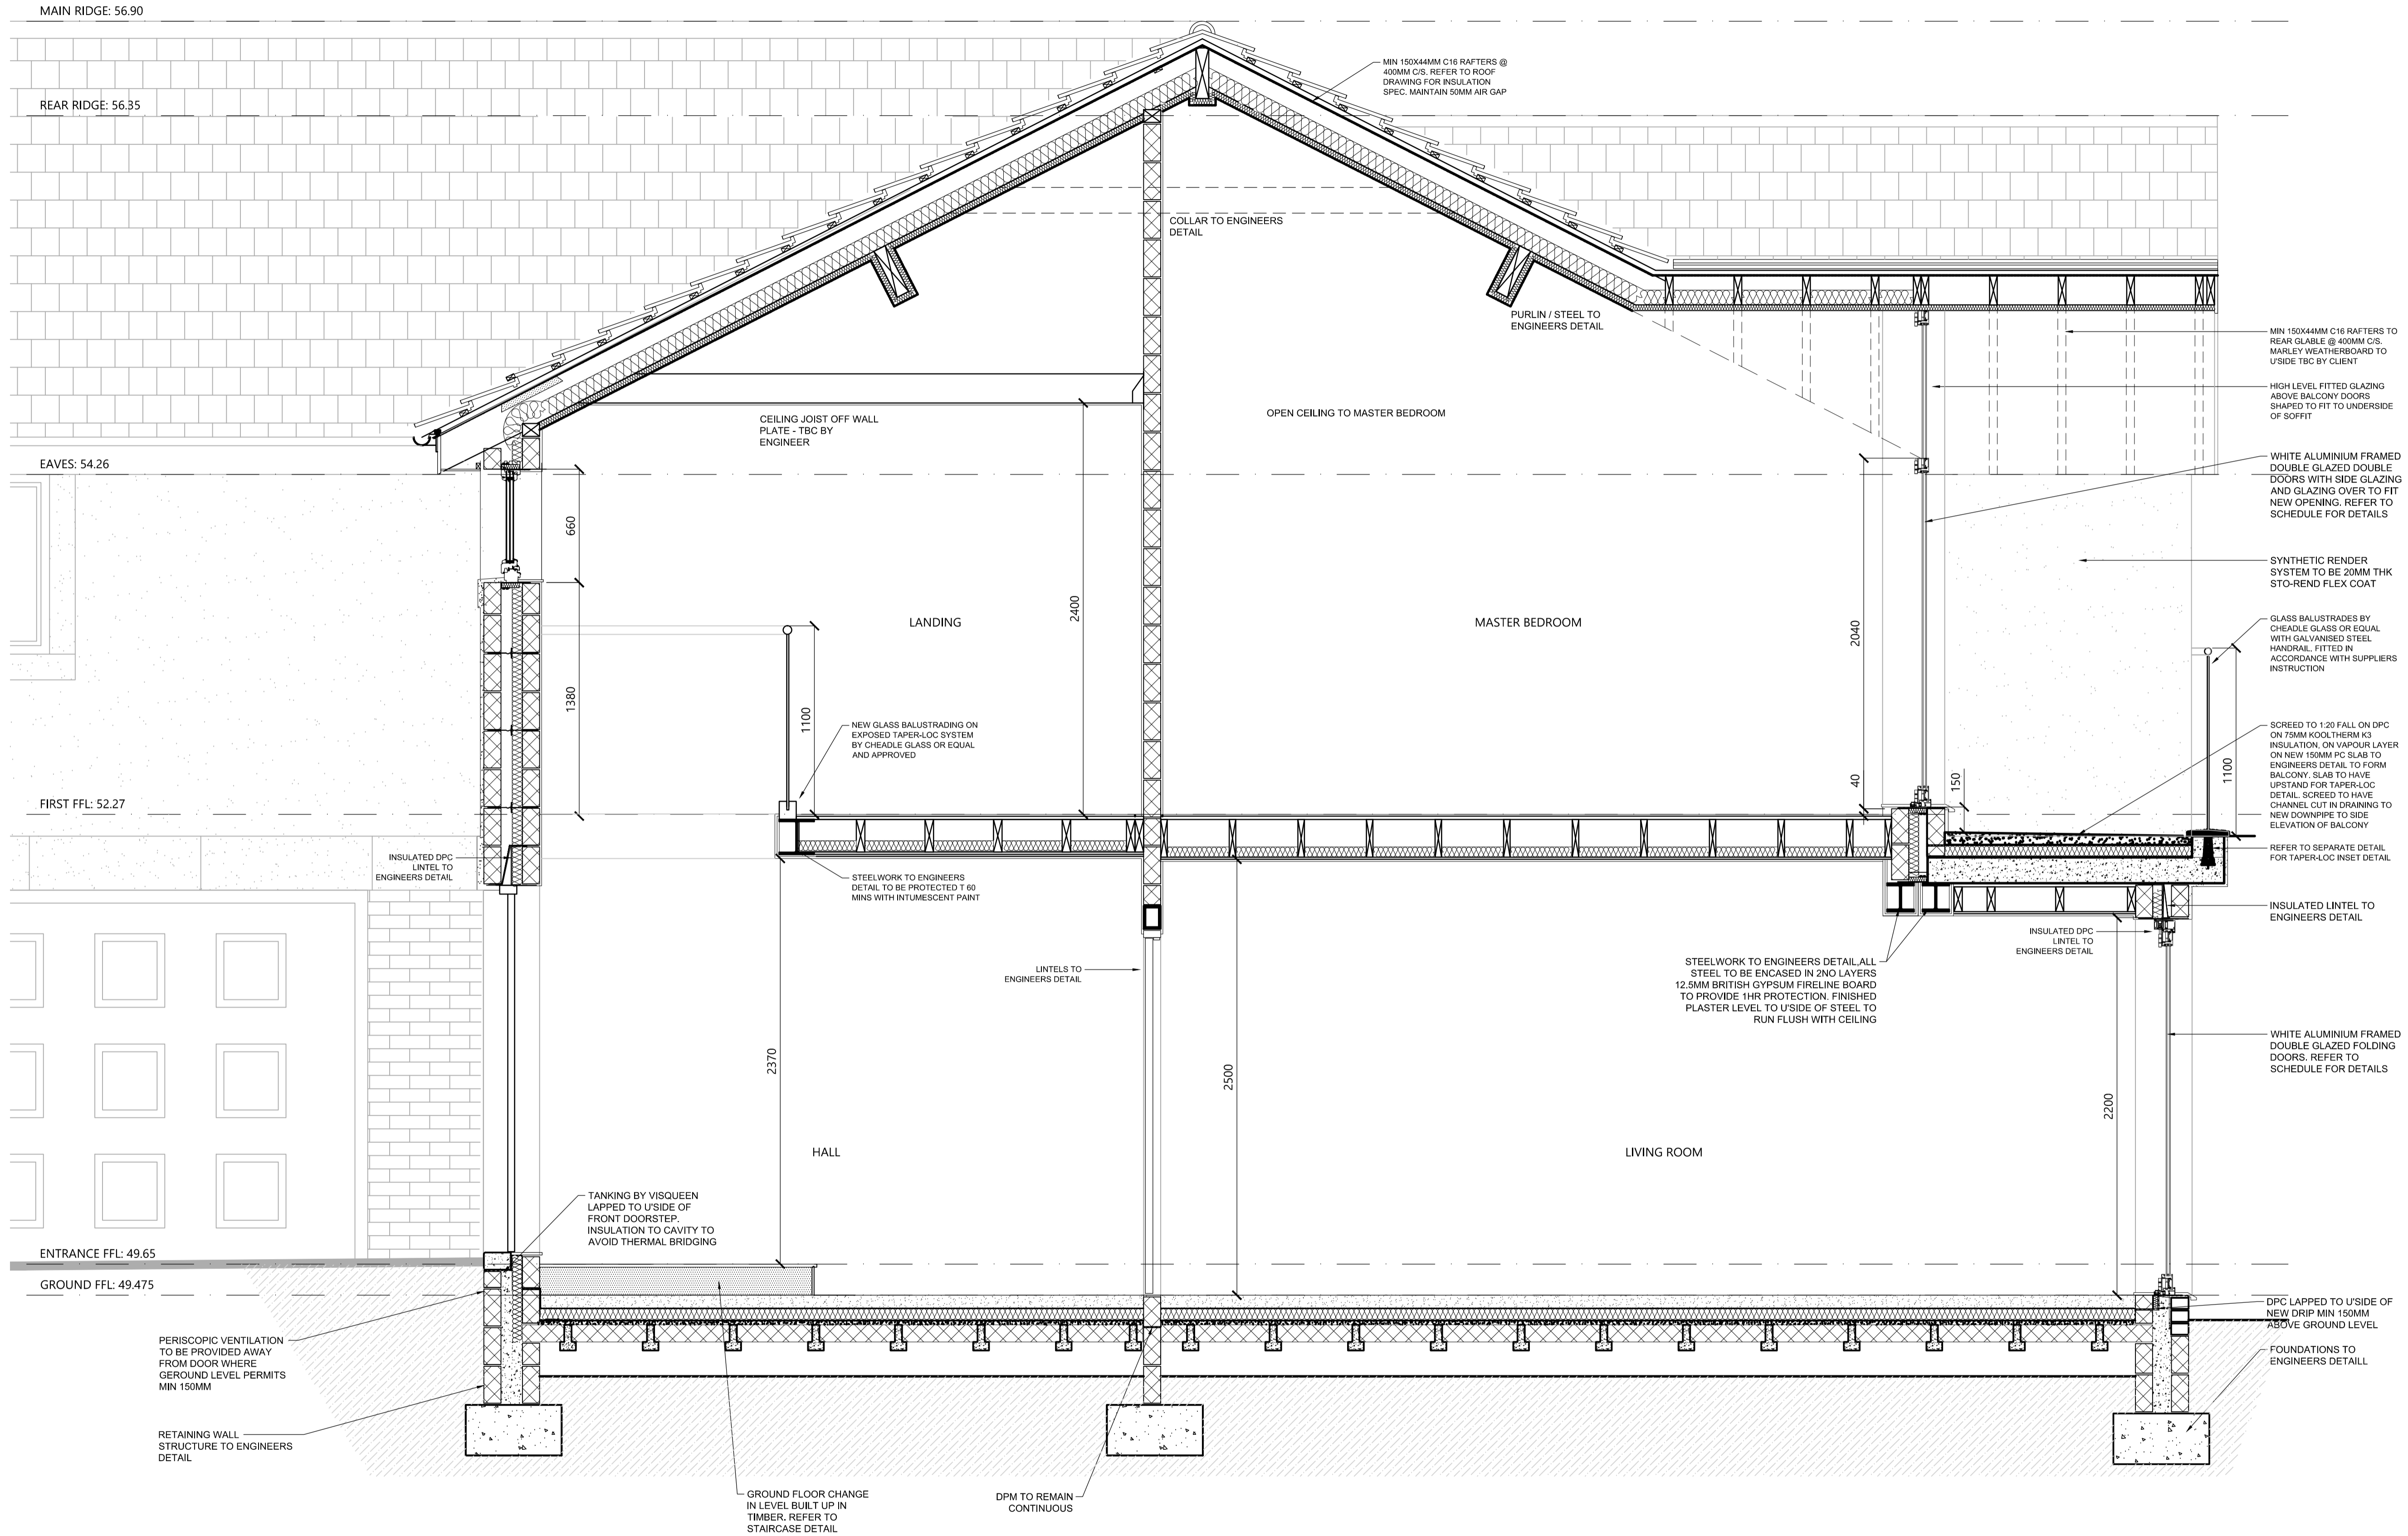 MAIN RIDGE: 56.90
MIN 150X44MM C16 RAFTERS @
400MM C/S. REFER TO ROOF
DRAWING FOR INSULATION
SPEC. MAINTAIN 50MM AIR GAP
REAR RIDGE: 56.35
COLLAR TO ENGINEERS
DETAIL
PURLIN / STEEL TO
ENGINEERS DETAIL
MIN 150X44MM C16 RAFTERS TO
REAR GLABLE @ 400MM C/S.
MARLEY WEATHERBOARD TO
U'SIDE TBC BY CLIENT
HIGH LEVEL FITTED GLAZING
ABOVE BALCONY DOORS
SHAPED TO FIT TO UNDERSIDE
OF SOFFIT
CEILING JOIST OFF WALL
PLATE - TBC BY
ENGINEER
OPEN CEILING TO MASTER BEDROOM
EAVES: 54.26
WHITE ALUMINIUM FRAMED
DOUBLE GLAZED DOUBLE
DOORS WITH SIDE GLAZING
AND GLAZING OVER TO FIT
NEW OPENING. REFER TO
SCHEDULE FOR DETAILS
660
SYNTHETIC RENDER
SYSTEM TO BE 20MM THK
STO-REND FLEX COAT
2400
LANDING
MASTER BEDROOM
2040
GLASS BALUSTRADES BY
CHEADLE GLASS OR EQUAL
WITH GALVANISED STEEL
HANDRAIL. FITTED IN
ACCORDANCE WITH SUPPLIERS
INSTRUCTION
1380
1100
NEW GLASS BALUSTRADING ON
EXPOSED TAPER-LOC SYSTEM
BY CHEADLE GLASS OR EQUAL
AND APPROVED
40
150
1100
SCREED TO 1:20 FALL ON DPC
ON 75MM KOOLTHERM K3
INSULATION, ON VAPOUR LAYER
ON NEW 150MM PC SLAB TO
ENGINEERS DETAIL TO FORM
BALCONY. SLAB TO HAVE
UPSTAND FOR TAPER-LOC
DETAIL. SCREED TO HAVE
CHANNEL CUT IN DRAINING TO
NEW DOWNPIPE TO SIDE
ELEVATION OF BALCONY
FIRST FFL: 52.27
INSULATED DPC
LINTEL TO
ENGINEERS DETAIL
STEELWORK TO ENGINEERS
DETAIL TO BE PROTECTED T 60
MINS WITH INTUMESCENT PAINT
REFER TO SEPARATE DETAIL
FOR TAPER-LOC INSET DETAIL
INSULATED LINTEL TO
ENGINEERS DETAIL
INSULATED DPC
LINTEL TO
ENGINEERS DETAIL
LINTELS TO
ENGINEERS DETAIL
STEELWORK TO ENGINEERS DETAIL,ALL
STEEL TO BE ENCASED IN 2NO LAYERS
12.5MM BRITISH GYPSUM FIRELINE BOARD
TO PROVIDE 1HR PROTECTION. FINISHED
PLASTER LEVEL TO U'SIDE OF STEEL TO
RUN FLUSH WITH CEILING
WHITE ALUMINIUM FRAMED
DOUBLE GLAZED FOLDING
DOORS. REFER TO
SCHEDULE FOR DETAILS
2370
2500
2200
HALL
LIVING ROOM
TANKING BY VISQUEEN
LAPPED TO U'SIDE OF
FRONT DOORSTEP.
INSULATION TO CAVITY TO
AVOID THERMAL BRIDGING
ENTRANCE FFL: 49.65
GROUND FFL: 49.475
DPC LAPPED TO U'SIDE OF
NEW DRIP MIN 150MM
ABOVE GROUND LEVEL
PERISCOPIC VENTILATION
TO BE PROVIDED AWAY
FROM DOOR WHERE
GEROUND LEVEL PERMITS
MIN 150MM
FOUNDATIONS TO
ENGINEERS DETAILL
RETAINING WALL
STRUCTURE TO ENGINEERS
DETAIL
GROUND FLOOR CHANGE
IN LEVEL BUILT UP IN
TIMBER. REFER TO
STAIRCASE DETAIL
DPM TO REMAIN
CONTINUOUS